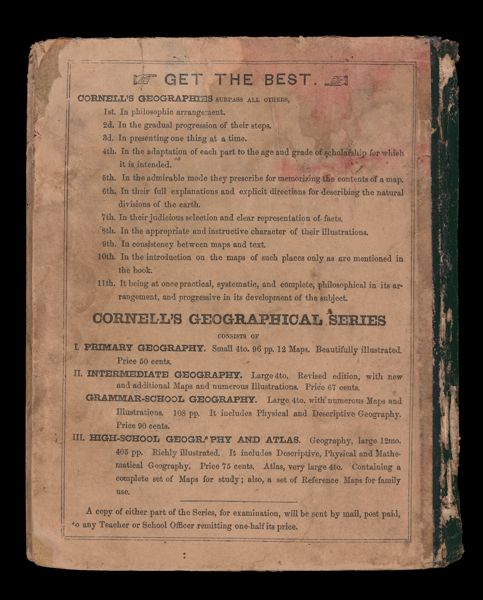 GET THE BEST.
CORNELL'S GEOGRAPHIES SURPASS ALL OTHERS,
1st. In philosophic arrangement.
2d. In the gradual progression of their steps.
3d. In presenting one thing at a time.
4th. In the adaptation of each part to the age and grade of scholarship for which
it is intended.
5th. In the admirable mode they prescribe for memorizing the contents of a map.
6th. In their full explanations and explicit directions for describing the natural
divisions of the earth.
7th. In their judicious selection and clear representation of facts.
8th. In the appropriate and instructive character of their illustrations.
9th. In consistency between maps and text.
10th. In the introduction on the maps of such places only as are mentioned in
the book.
11th. It being at once practical, systematic, and complete, philosophical in its ar-
rangement, and progressive in its development of the subject.
CORNELL'S GEOGRAPHICAL SERIES
CONSISTS OF
I. PRIMARY GEOGRAPHY. Small 4to. 96 pp. 12 Maps. Beautifully illustrated.
Price 50 cents.
II. INTERMEDIATE GEOGRAPHY. Large 4to. Revised edition, with new
and additional Maps and numerous Illustrations. Price 67 cents.
GRAMMAR-SCHOOL GEOGRAPHY. Large 4to. with numerous Maps and
Illustrations. 108 pp. It includes Physical and Descriptive Geography.
Price 90 cents.
III. HIGH-SCHOOL GEOGRAPHY AND ATLAS. Geography, large 12mo.
405 pp. Richly illustrated. It includes Descriptive, Physical and Mathe-
matical Geography. Price 75 cents. Atlas, very large 4to. Containing a
complete set of Maps for study; also, a set of Reference Maps for family
use.
A copy of either part of the Series, for examination, will be sent by mail, post paid,
to any Teacher or School Officer remitting one-half its price.